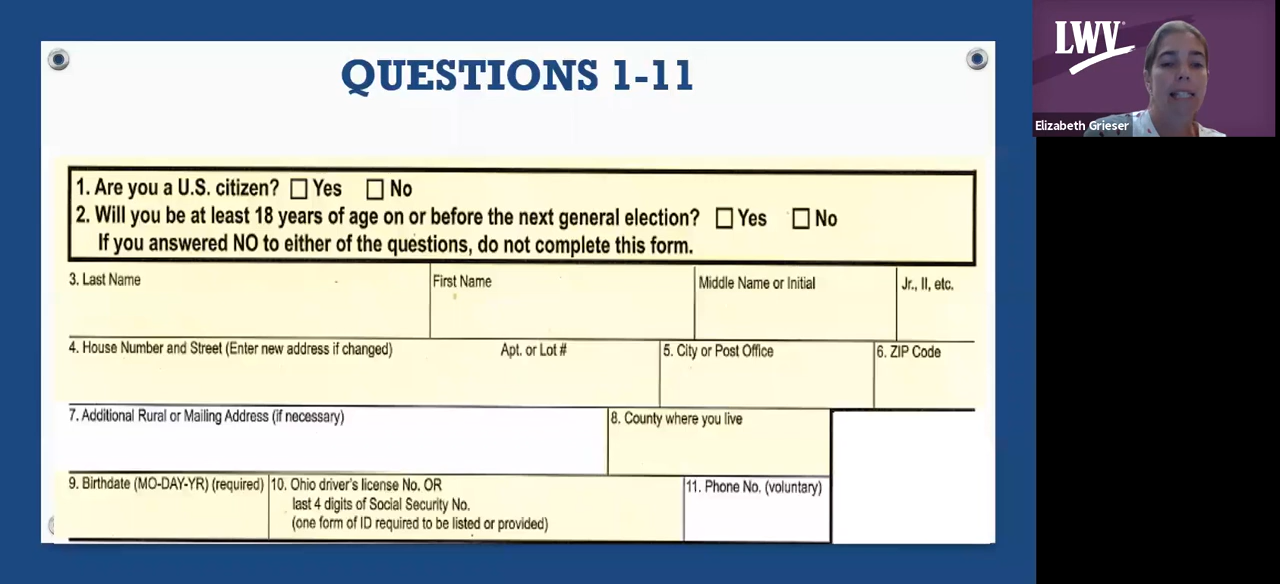 QUESTIONS 1-11
LWV
Elizabeth Grieser
1. Are you a U.S. citizen? Yes No
2. Will you be at least 18 years of age on or before the next general election? Yes No
If you answered NO to either of the questions, do not complete this form.
3. Last Name First Name Middle Name or Initial Jr., II, etc.
4. House Number and Street (Enter new address if changed) Apt. or Lot # 5. City or Post Office 6. ZIP Code
7. Additional Rural or Mailing Address (if necessary) 8. County where you live
9. Birthdate (MO-DAY-YR) (required) 10. Ohio driver's license No. OR 11. Phone No. (voluntary)
last 4 digits of Social Security No.
(one form of ID required to be listed or provided)